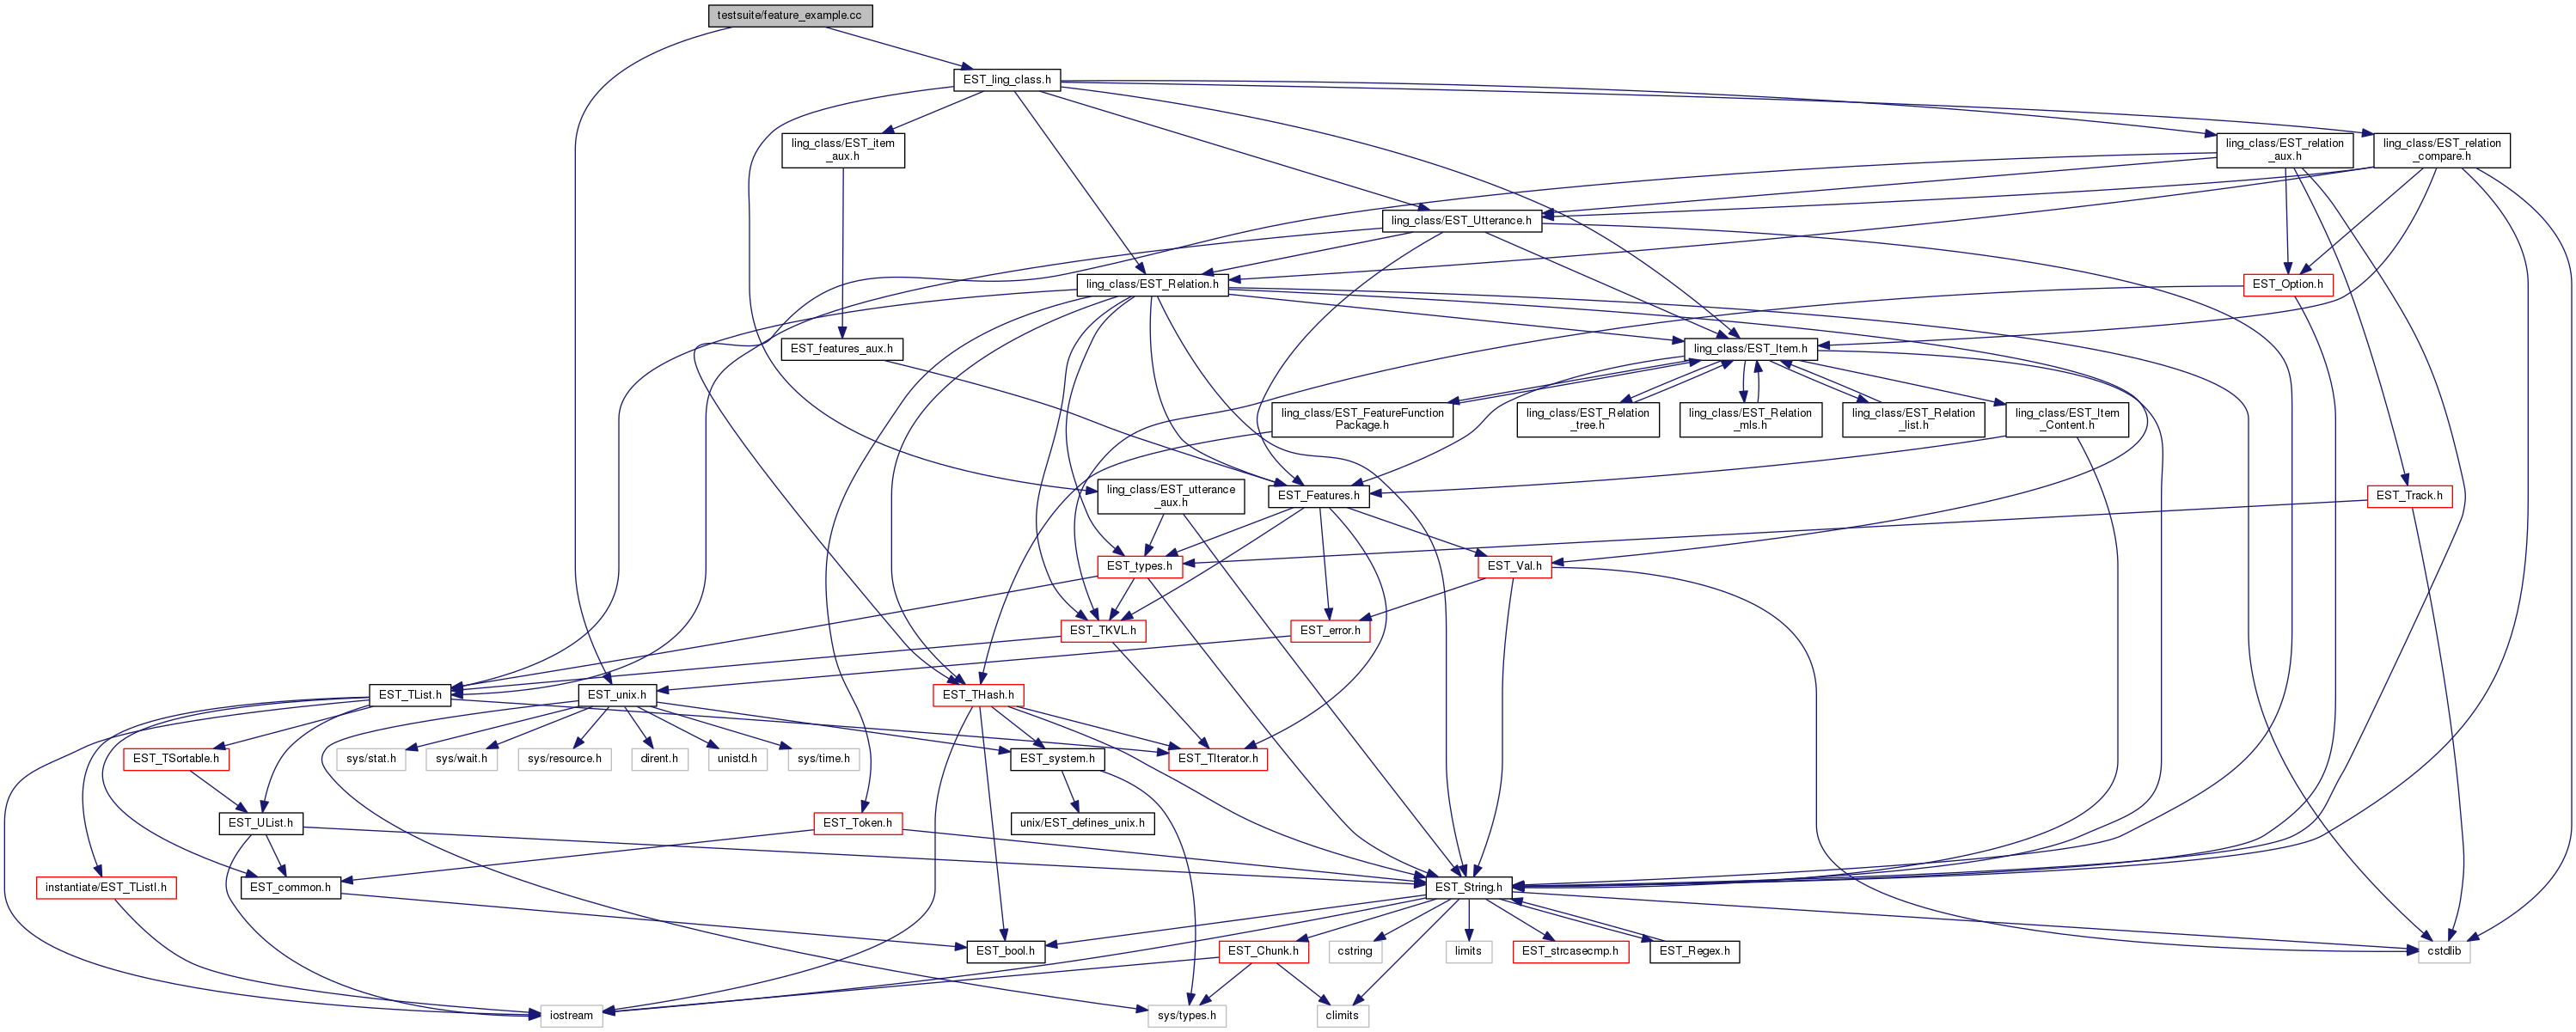 testsuite/feature_example.cc
EST_ling_class.h
ling_class/EST_item
_aux.h
ling_class/EST_relation
_aux.h
ling_class/EST_relation
_compare.h
ling_class/EST_Utterance.h
ling_class/EST_Relation.h
EST_Option.h
EST_features_aux.h
ling_class/EST_Item.h
ling_class/EST_FeatureFunction
Package.h
ling_class/EST_Relation
_tree.h
ling_class/EST_Relation
_mls.h
ling_class/EST_Relation
_list.h
ling_class/EST_Item
_Content.h
ling_class/EST_utterance
_aux.h
EST_Features.h
EST_Track.h
EST_types.h
EST_Val.h
EST_TKVL.h
EST_error.h
EST_TList.h
EST_unix.h
EST_THash.h
EST_TSortable.h
sys/stat.h
sys/wait.h
sys/resource.h
dirent.h
unistd.h
sys/time.h
EST_system.h
EST_TIterator.h
EST_UList.h
EST_Token.h
unix/EST_defines_unix.h
instantiate/EST_TListI.h
EST_common.h
EST_String.h
EST_bool.h
EST_Chunk.h
cstring
limits
EST_strcasecmp.h
EST_Regex.h
cstdlib
iostream
sys/types.h
climits